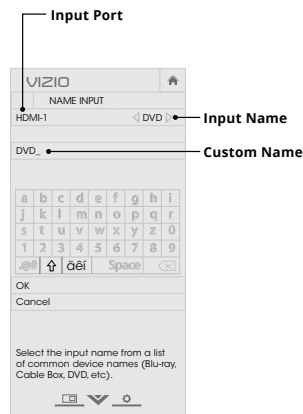 Input Port
VIZIO
NAME INPUT
HDMI-1 DVD Input Name
DVD_ Custom Name
a b c d e f g h i
j k l m n o p q r
s t u v w x y z 0
1 2 3 4 5 6 7 8 9
.@# äêí Space
OK
Cancel
Select the input name from a list
of common device names (Blu-ray,
Cable Box, DVD, etc).